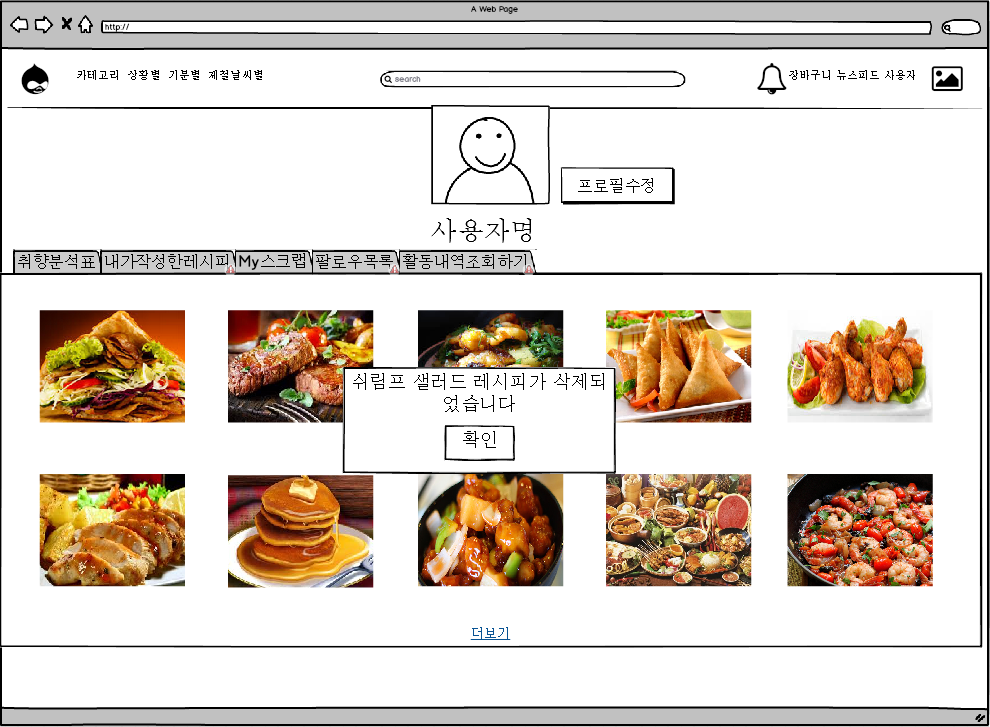 A Web Page
http://
카테고리 상황별 기분별 제철날씨별
search
장바구니 뉴스피드 사용자
프로필수정
사용자명
취향분석표 내가작성한레시피 My스크랩 팔로우목록 활동내역조회하기
쉬림프 샐러드 레시피가 삭제되
었습니다
확인
더보기